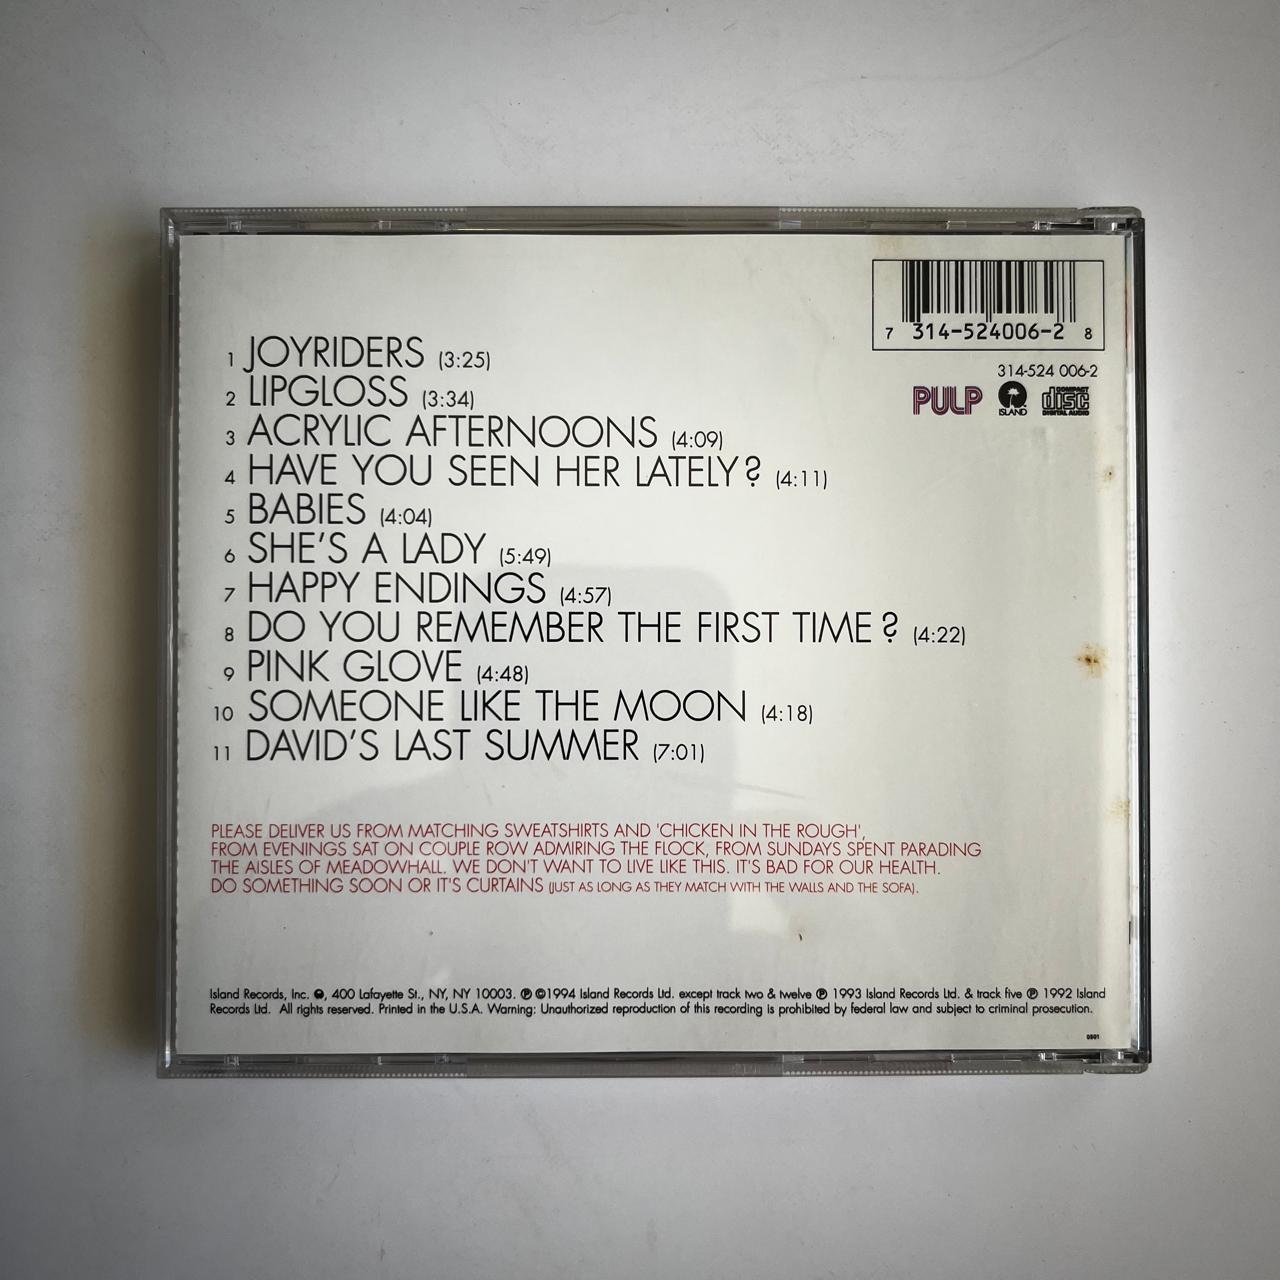 7 314-524006-2 8
314-524 006-2
PULP ISLAND COMPACT disc DIGITAL AUDIO
1 JOYRIDERS (3:25)
2 LIPGLOSS (3:34)
3 ACRYLIC AFTERNOONS (4:09)
4 HAVE YOU SEEN HER LATELY? (4:11)
5 BABIES (4:04)
6 SHE'S A LADY (5:49)
7 HAPPY ENDINGS (4:57)
8 DO YOU REMEMBER THE FIRST TIME? (4:22)
9 PINK GLOVE (4:48)
10 SOMEONE LIKE THE MOON (4:18)
11 DAVID'S LAST SUMMER (7:01)
PLEASE DELIVER US FROM MATCHING SWEATSHIRTS AND 'CHICKEN IN THE ROUGH',
FROM EVENINGS SAT ON COUPLE ROW ADMIRING THE FLOCK, FROM SUNDAYS SPENT PARADING
THE AISLES OF MEADOWHALL. WE DON'T WANT TO LIVE LIKE THIS. IT'S BAD FOR OUR HEALTH.
DO SOMETHING SOON OR IT'S CURTAINS (JUST AS LONG AS THEY MATCH WITH THE WALLS AND THE SOFA).
Island Records, Inc. , 400 Lafayette St., NY, NY 10003. ℗ ©1994 Island Records Ltd. except track two & twelve ℗ 1993 Island Records Ltd. & track five ℗ 1992 Island
Records Ltd. All rights reserved. Printed in the U.S.A. Warning: Unauthorized reproduction of this recording is prohibited by federal law and subject to criminal prosecution.